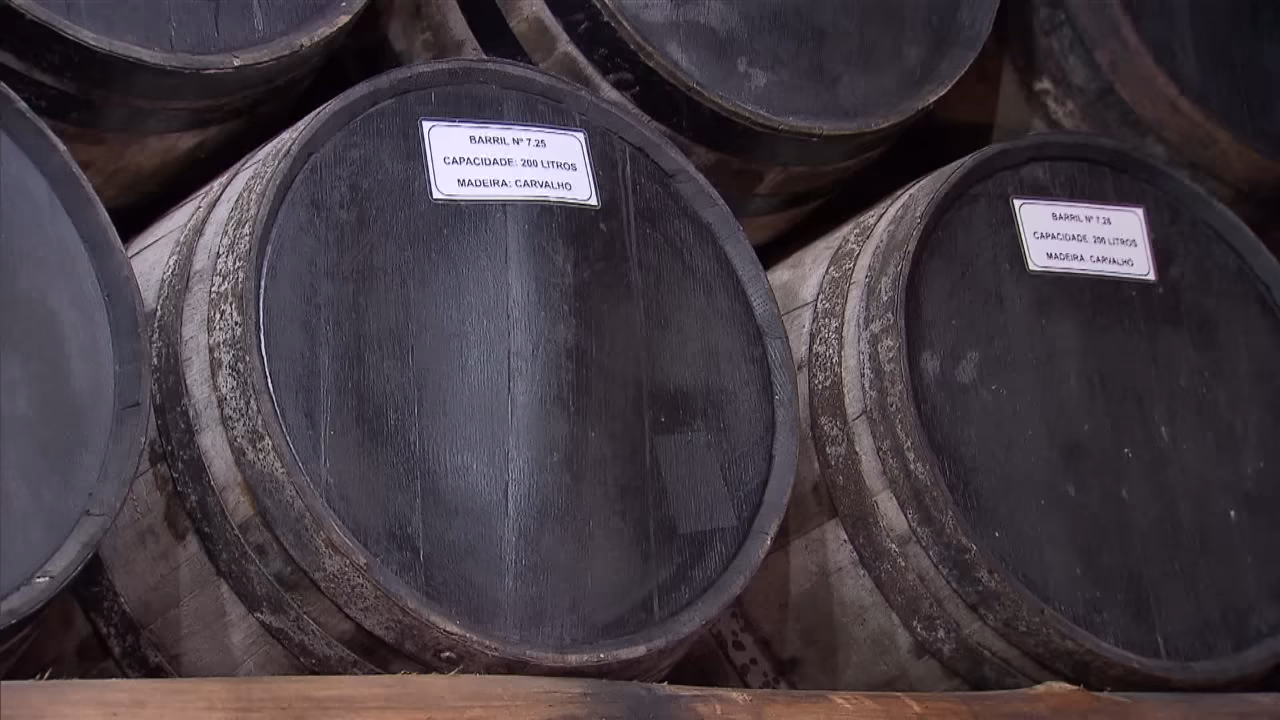 BARRIL Nº 7.25
CAPACIDADE: 200 LITROS
MADEIRA: CARVALHO
BARRIL Nº 7.26
CAPACIDADE: 200 LITROS
MADEIRA: CARVALHO